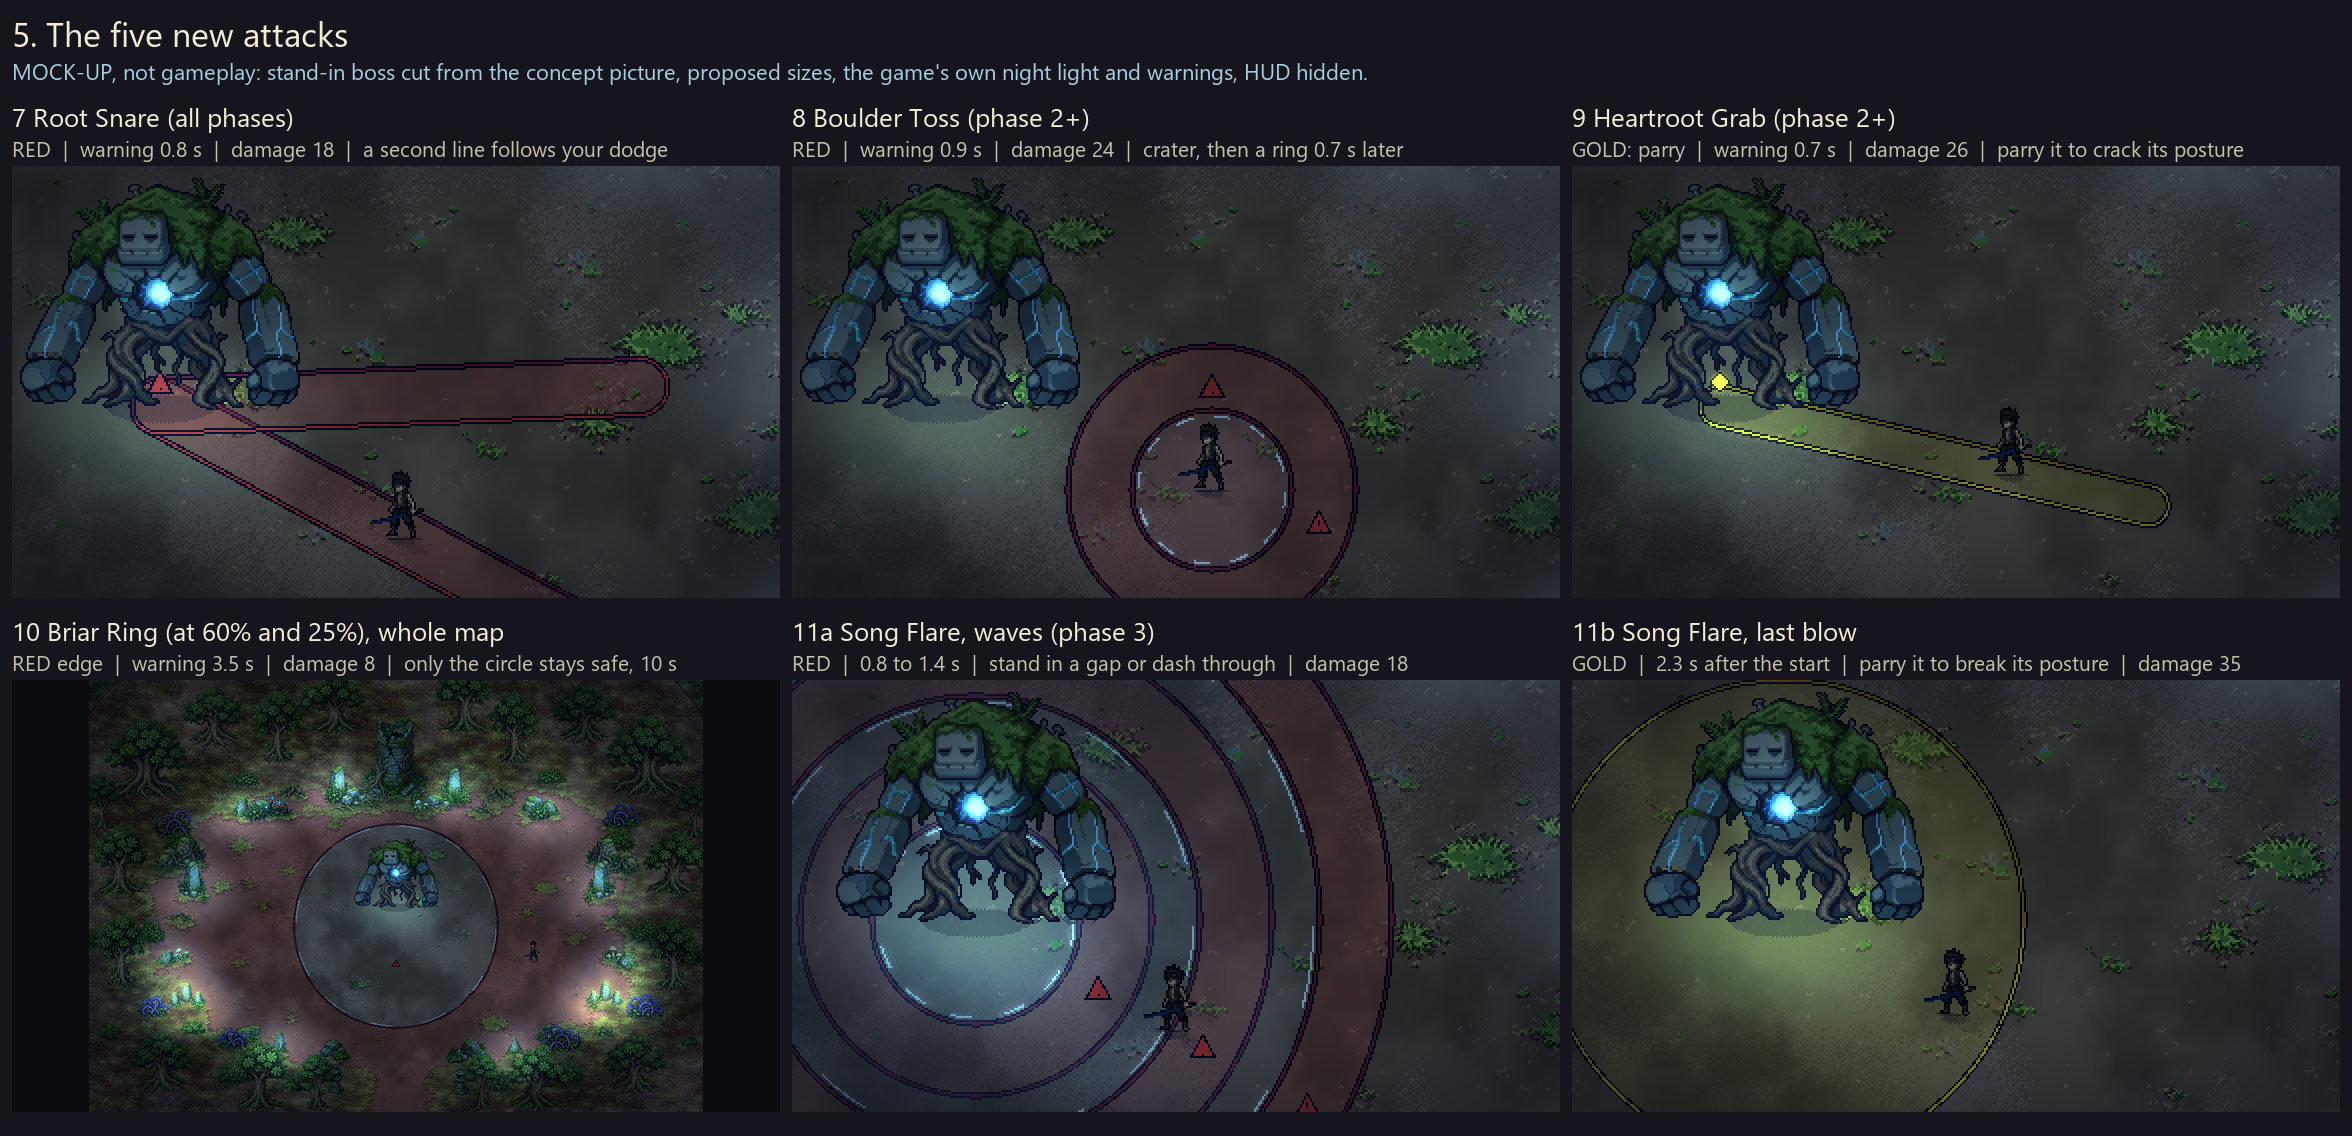 5. The five new attacks
MOCK-UP, not gameplay: stand-in boss cut from the concept picture, proposed sizes, the game's own night light and warnings, HUD hidden.
7 Root Snare (all phases)
RED | warning 0.8 s | damage 18 | a second line follows your dodge
8 Boulder Toss (phase 2+)
RED | warning 0.9 s | damage 24 | crater, then a ring 0.7 s later
9 Heartroot Grab (phase 2+)
GOLD: parry | warning 0.7 s | damage 26 | parry it to crack its posture
10 Briar Ring (at 60% and 25%), whole map
RED edge | warning 3.5 s | damage 8 | only the circle stays safe, 10 s
11a Song Flare, waves (phase 3)
RED | 0.8 to 1.4 s | stand in a gap or dash through | damage 18
11b Song Flare, last blow
GOLD | 2.3 s after the start | parry it to break its posture | damage 35